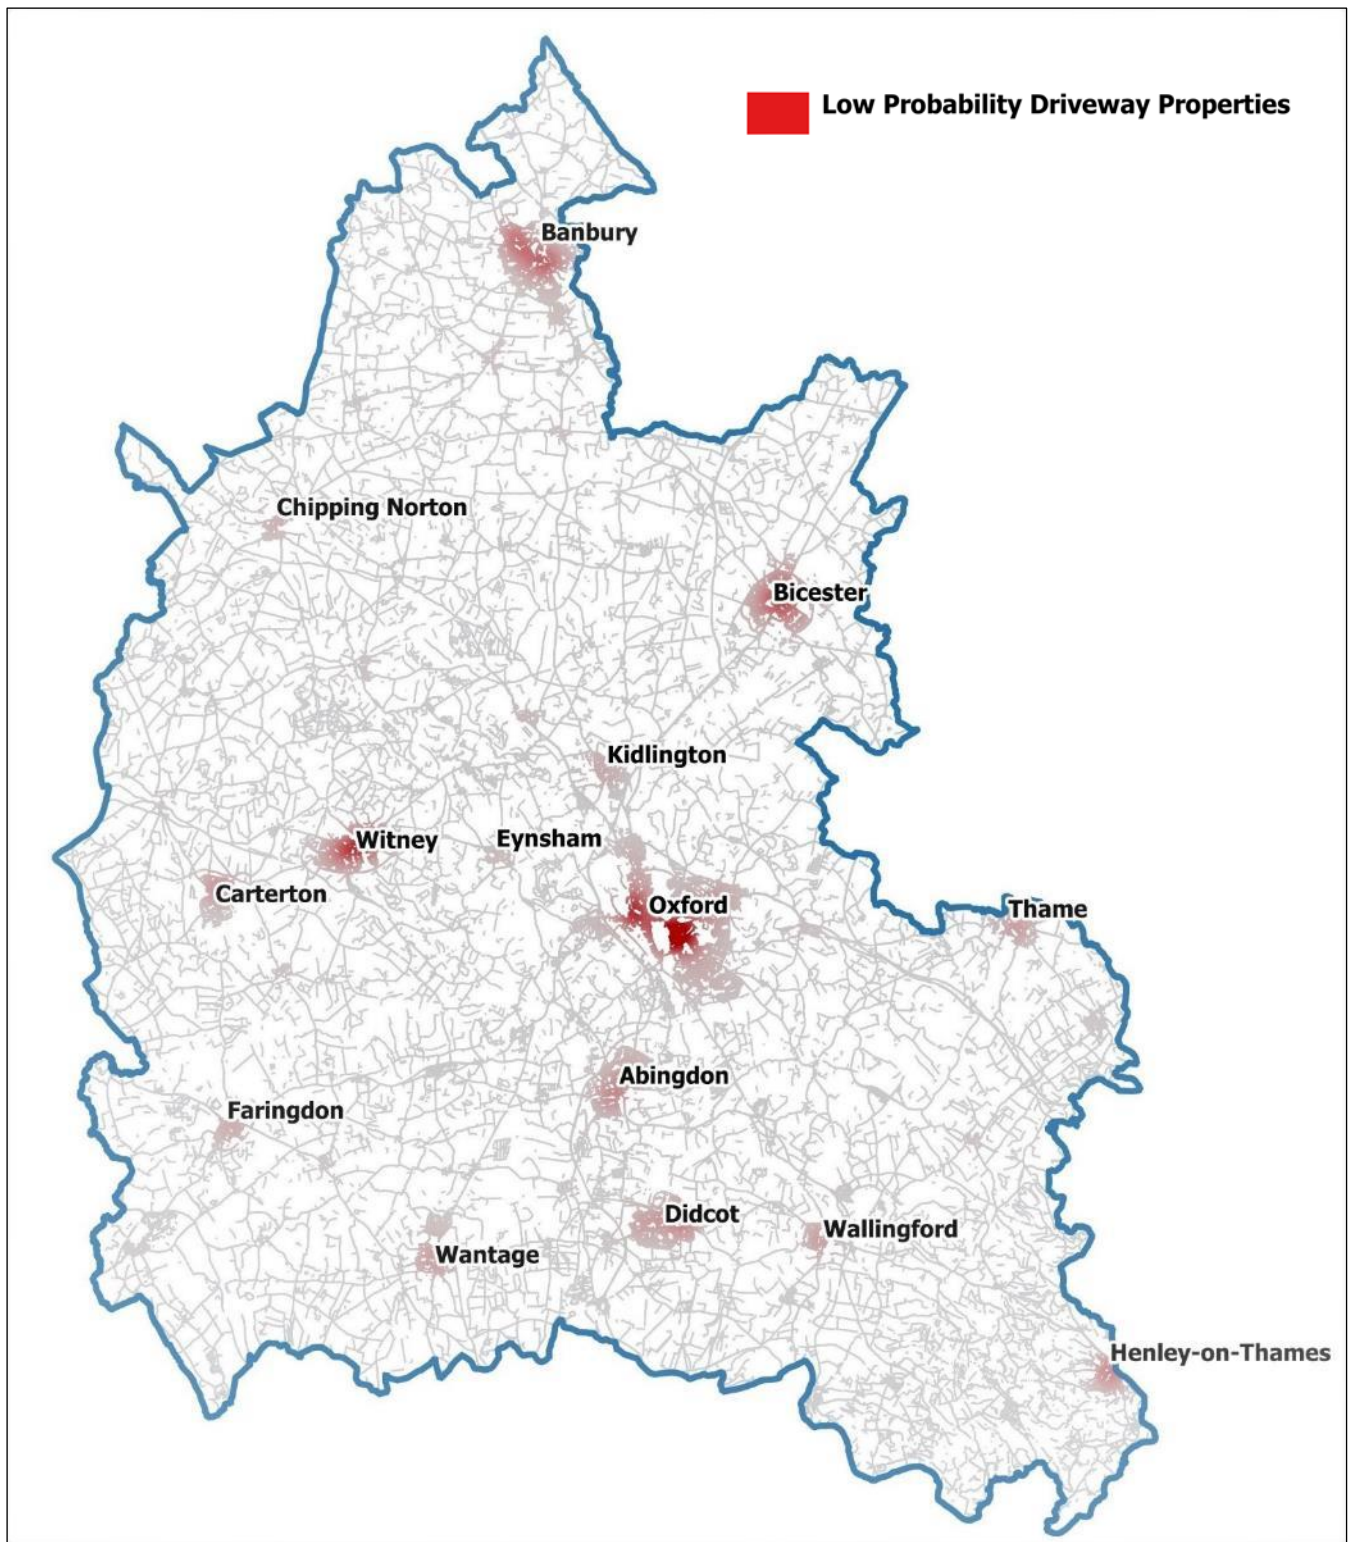 Low Probability Driveway Properties
Banbury
Chipping Norton
Bicester
Kidlington
Witney
Eynsham
Carterton
Oxford
Thame
Abingdon
Faringdon
Didcot
Wallingford
Wantage
Henley-on-Thames